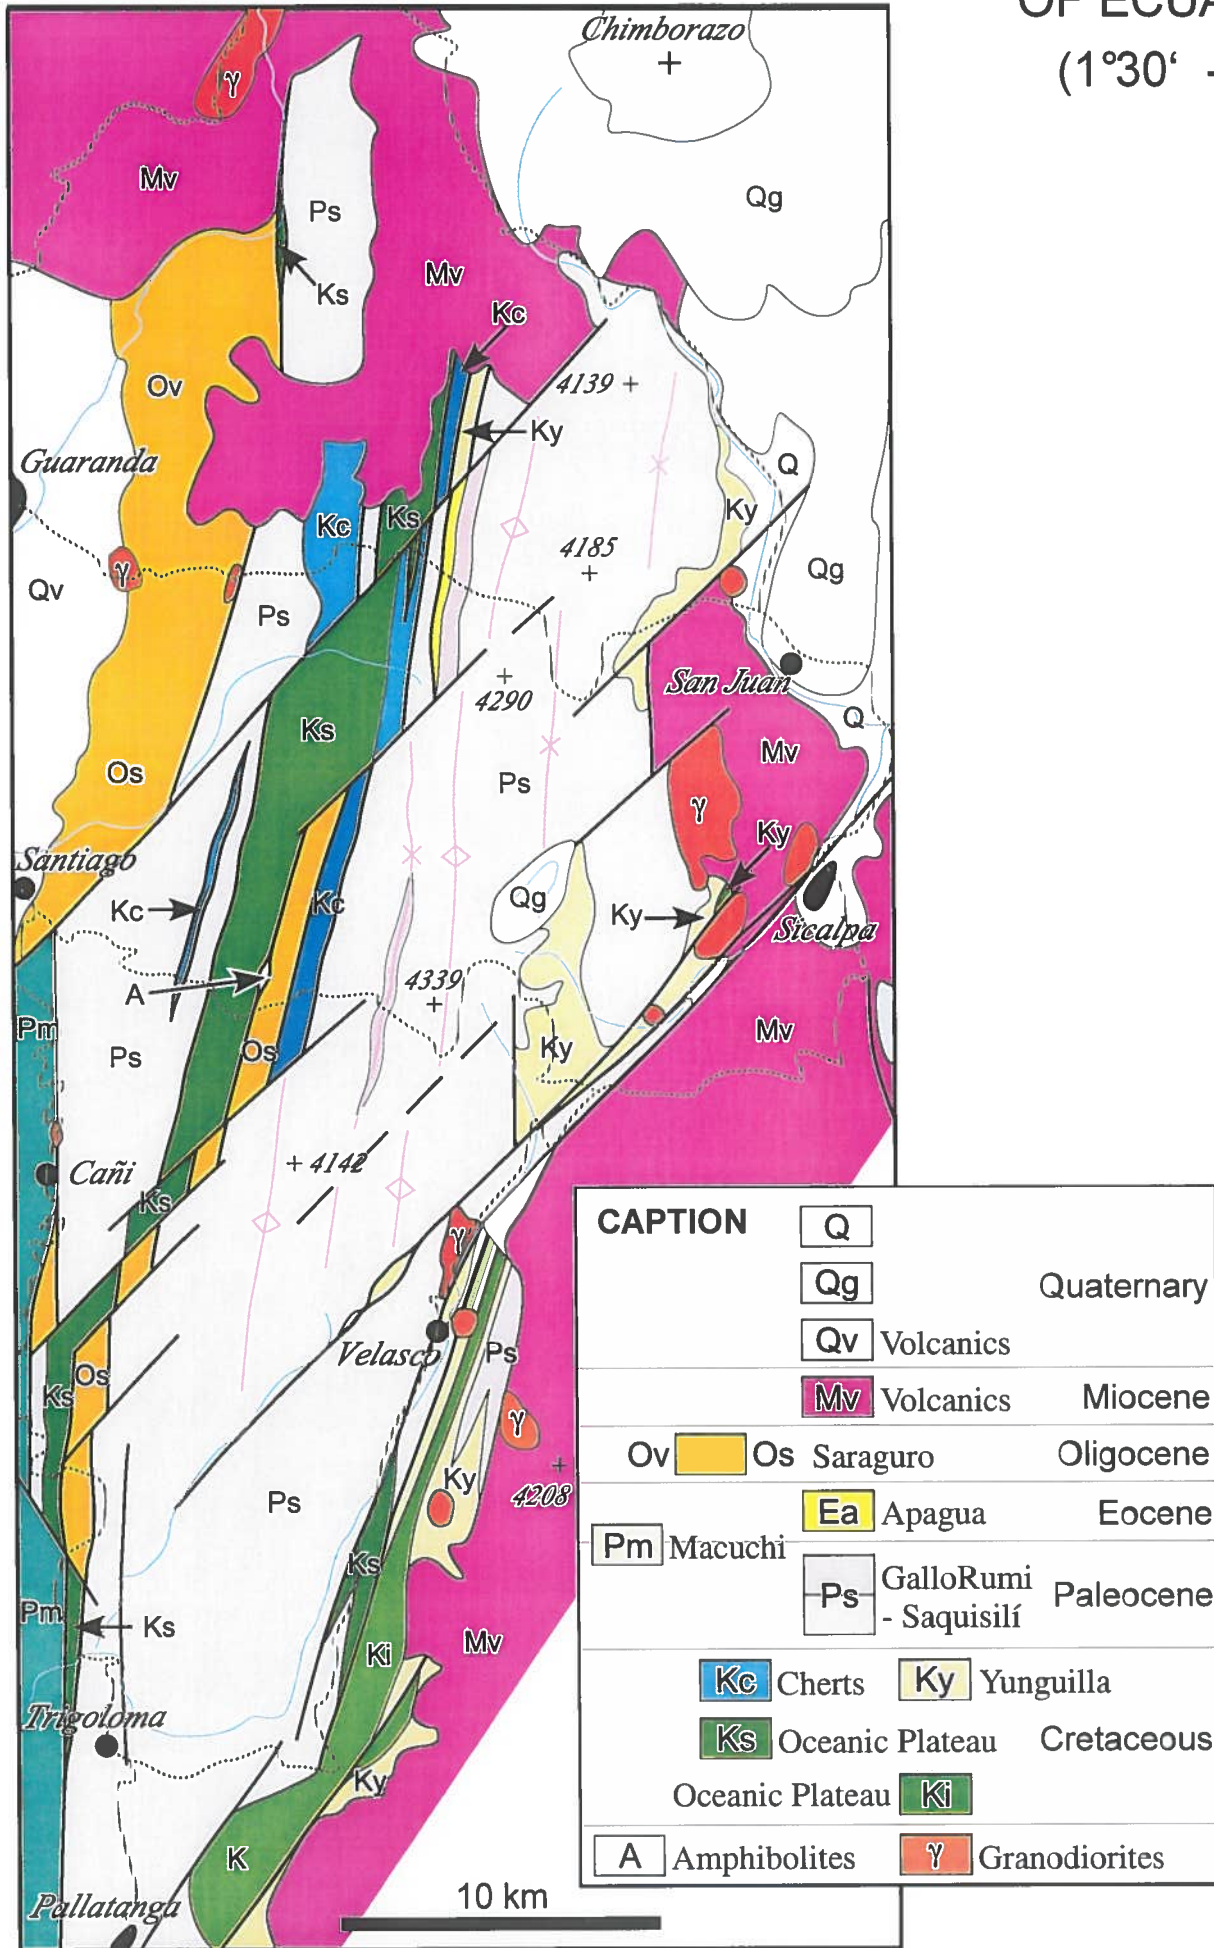 OF ECUA
(1°30‘ -
Chimborazo
γ
Mv
Ps
Qg
Ks
Mv
Kc
4139
Ov
Ky
Guaranda
Q
Kc
Ks
Ky
4185
γ
Qg
Qv
Ps
San Juan
4290
Q
Ks
Mv
Os
Ps
γ
Ky
Santiago
Qg
Kc
Kc
Ky
Sicalpa
4339
A
Pm
Mv
Ps
Os
Ky
4142
Cañi
Ks
γ
Velasco
Ps
Os
Ks
γ
Ky
4208
Ps
Ks
Pm
Ks
Ki
Mv
Trigoloma
Ky
K
Pallatanga
10 km
CAPTION
Q
Qg Quaternary
Qv Volcanics
Mv Volcanics Miocene
Ov Os Saraguro Oligocene
Ea Apagua Eocene
Pm Macuchi
Ps GalloRumi
- Saquisilí Paleocene
Kc Cherts Ky Yunguilla
Ks Oceanic Plateau Cretaceous
Oceanic Plateau Ki
A Amphibolites γ Granodiorites